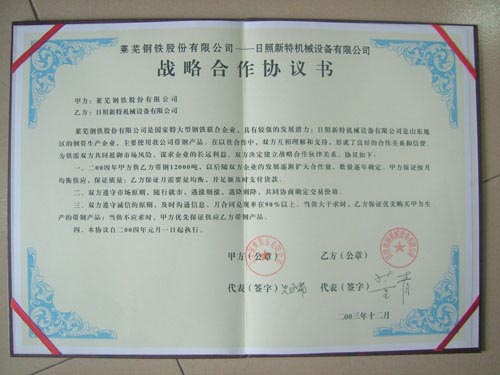 莱芜钢铁股份有限公司——日照新特机械设备有限公司
战略合作协议书
甲方：莱芜钢铁股份有限公司
乙方：日照新特机械设备有限公司
莱芜钢铁股份有限公司是国家特大型钢铁联合企业，具有较强的发展潜力；日照新特机械设备有限公司是山东地
区的钢管生产企业，主要使用我公司带钢产品。在以往合作中，双方互相理解和支持，形成了良好的合作关系和信誉。
为供需双方共同抵御市场风险，谋求企业的长远利益，双方决定建立战略合作伙伴关系。协议如下：
一、二00四年甲方供乙方带钢12000吨，以后随双方企业的发展逐渐扩大合作量，数量逐年确定。甲方保证按月
均衡供应，保证质量；乙方保证月需要量均衡，并足额及时支付货款。
二、双方遵守市场原则，随行就市，遇涨则涨，遇降则降，共同协商确定交易价格。
三、双方遵守诚信的原则，及时沟通信息，月合同兑现率在90%以上。当供大于求时，乙方保证优先购买甲方生
产的带钢产品；当供不应求时，甲方优先保证供应乙方带钢产品。
四、本协议自二00四年元月一日起执行。
甲方（公章） 乙方（公章）
代表（签字） 代表（签字）
二00三年十二月